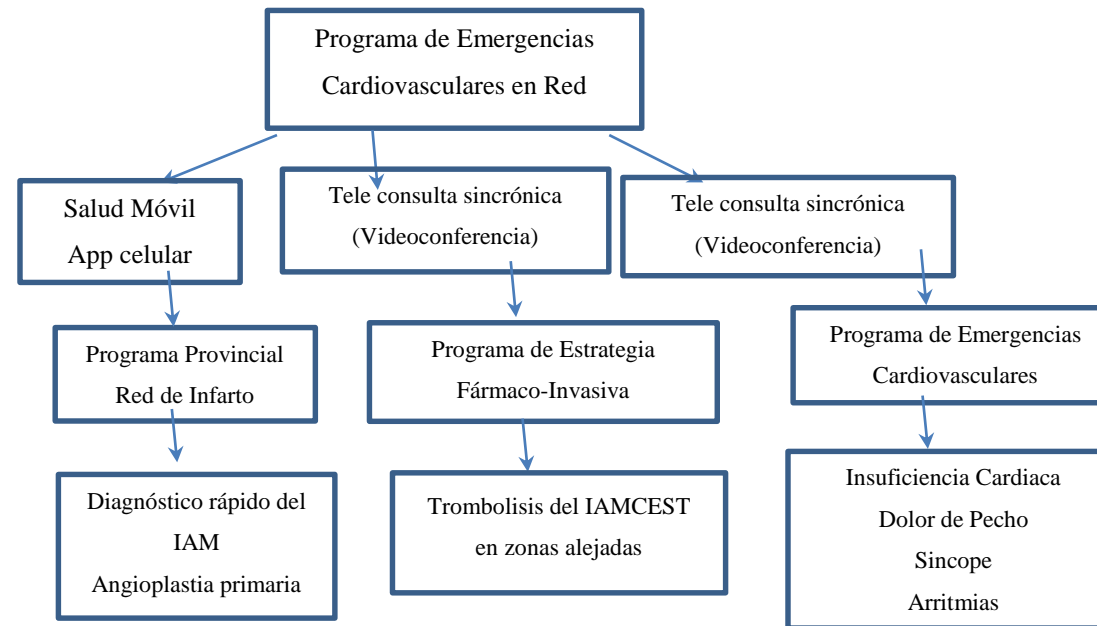 Programa de Emergencias
Cardiovasculares en Red
Salud Móvil
App celular
Tele consulta sincrónica
(Videoconferencia)
Tele consulta sincrónica
(Videoconferencia)
Programa Provincial
Red de Infarto
Programa de Estrategia
Fármaco-Invasiva
Programa de Emergencias
Cardiovasculares
Diagnóstico rápido del
IAM
Angioplastia primaria
Trombolisis del IAMCEST
en zonas alejadas
Insuficiencia Cardiaca
Dolor de Pecho
Sincope
Arritmias